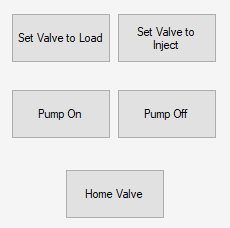 Set Valve to Load
Set Valve to
Inject
Pump On
Pump Off
Home Valve